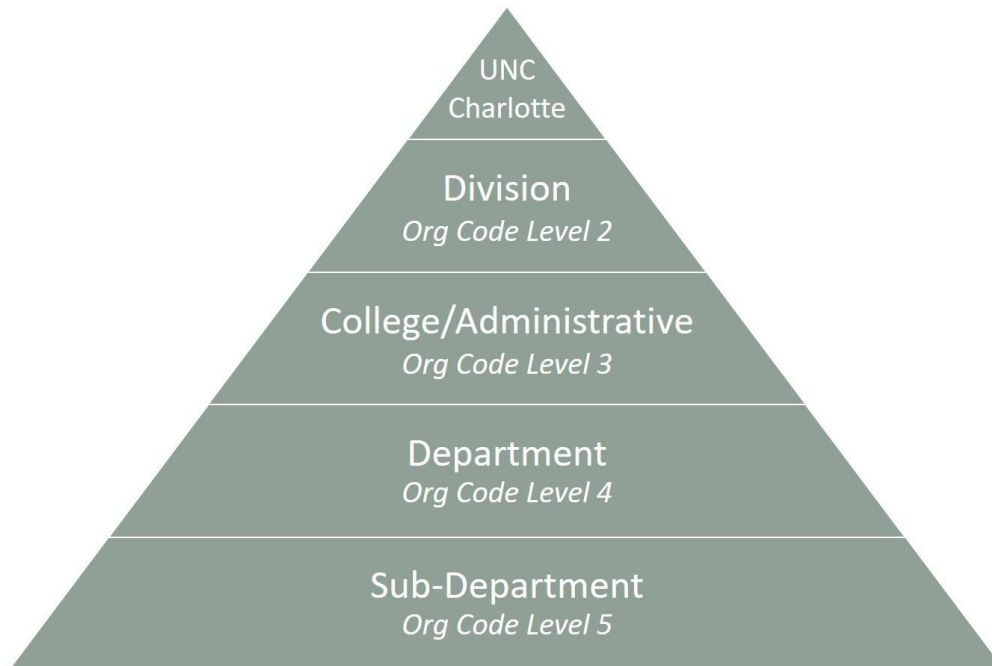 UNC
Charlotte
Division
Org Code Level 2
College/Administrative
Org Code Level 3
Department
Org Code Level 4
Sub-Department
Org Code Level 5